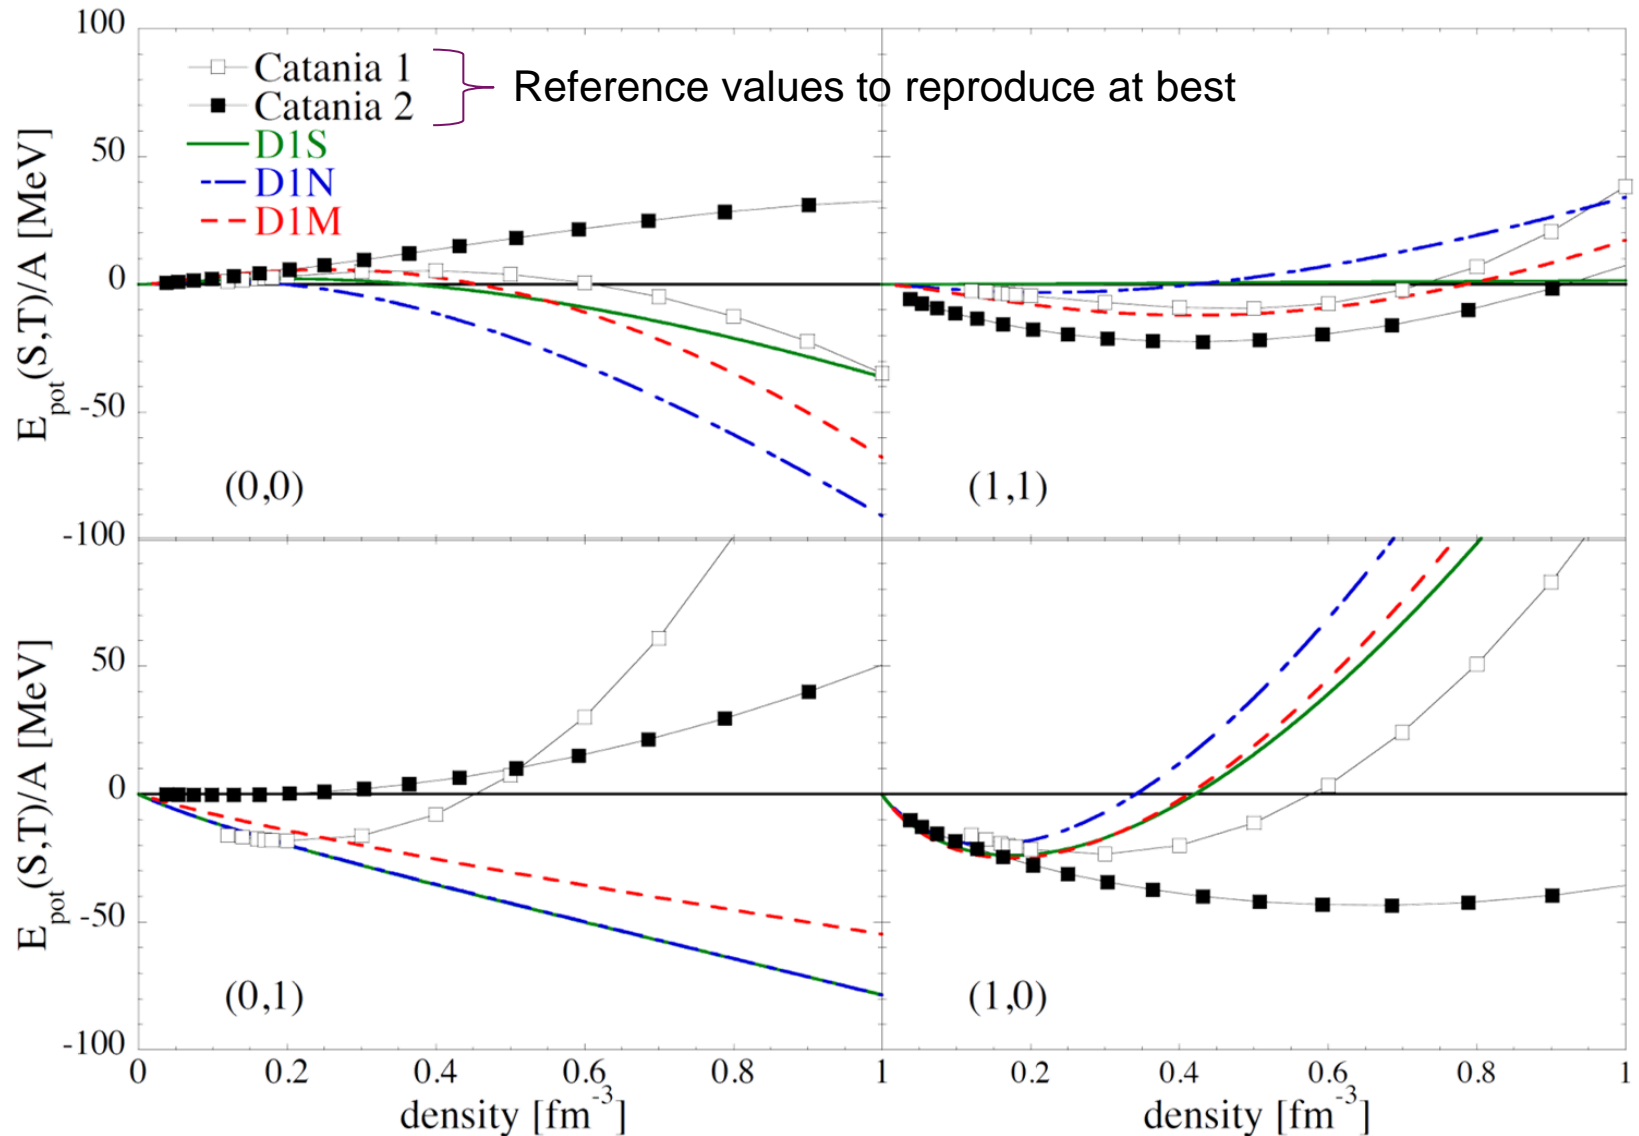 100
Catania 1
Catania 2
Reference values to reproduce at best
D1S
D1N
D1M
50
0
-50
-100
E_pot(S,T)/A [MeV]
(0,0)
(1,1)
50
0
-50
-100
E_pot(S,T)/A [MeV]
(0,1)
(1,0)
0 0.2 0.4 0.6 0.8 1 0.2 0.4 0.6 0.8 1
density [fm^-3]
density [fm^-3]